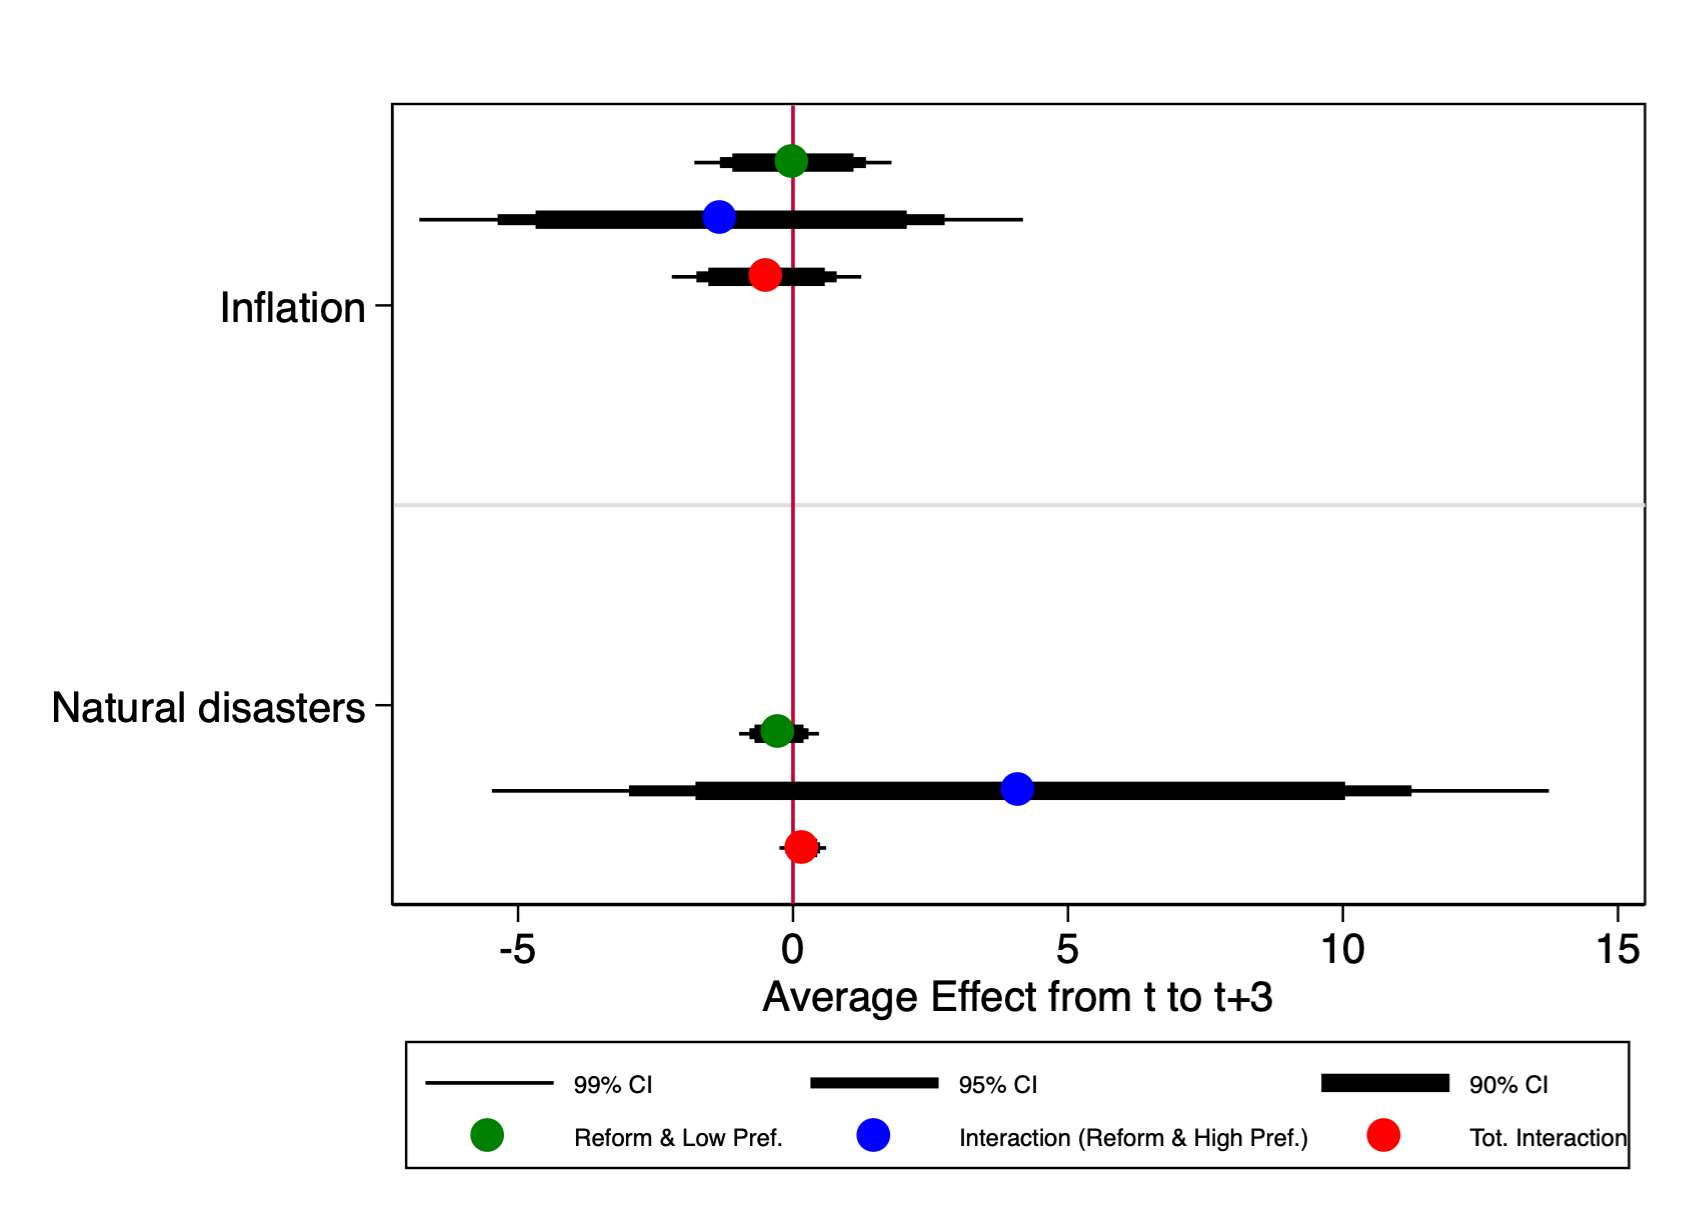 Inflation
Natural disasters
-5 0 5 10 15
Average Effect from t to t+3
99% CI 95% CI 90% CI
Reform & Low Pref. Interaction (Reform & High Pref.) Tot. Interaction